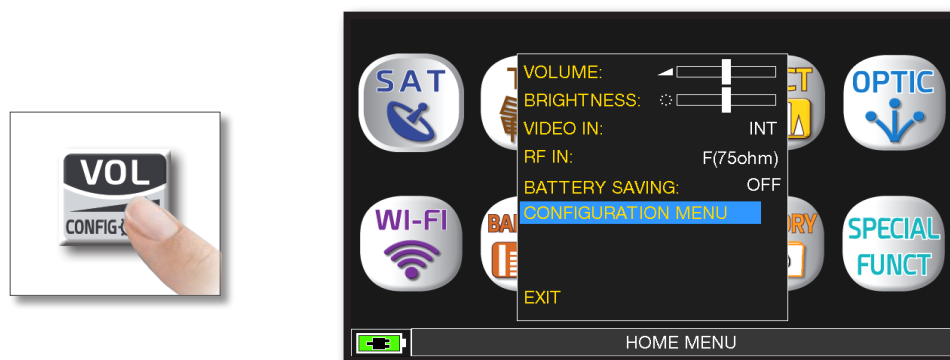 VOL
CONFIG
SAT
OPTIC
WI-FI
SPECIAL
FUNCT
VOLUME:
BRIGHTNESS:
VIDEO IN: INT
RF IN: F(75ohm)
BATTERY SAVING: OFF
CONFIGURATION MENU
EXIT
HOME MENU